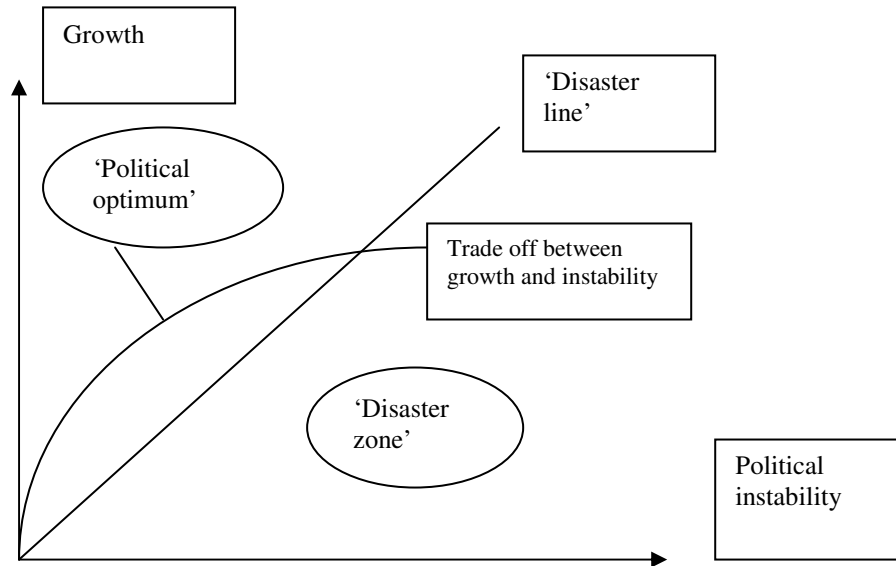 Growth
‘Disaster
line’
‘Political
optimum’
Trade off between
growth and instability
‘Disaster
zone’
Political
instability